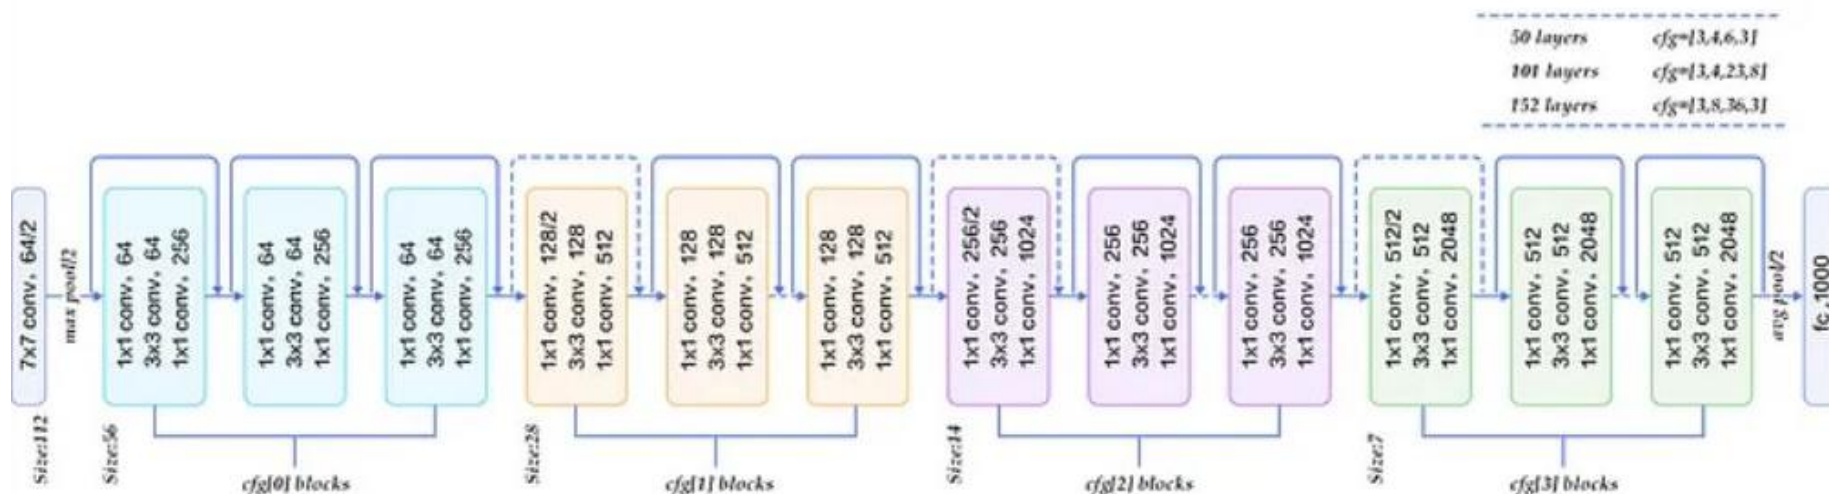 50 layers cfg=[3,4,6,3]
101 layers cfg=[3,4,23,8]
152 layers cfg=[3,8,36,3]
7x7 conv, 64/2
max pool/2
1x1 conv, 64
3x3 conv, 64
1x1 conv, 256
1x1 conv, 64
3x3 conv, 64
1x1 conv, 256
1x1 conv, 64
3x3 conv, 64
1x1 conv, 256
1x1 conv, 128/2
3x3 conv, 128
1x1 conv, 512
1x1 conv, 128
3x3 conv, 128
1x1 conv, 512
1x1 conv, 128
3x3 conv, 128
1x1 conv, 512
1x1 conv, 256/2
3x3 conv, 256
1x1 conv, 1024
1x1 conv, 256
3x3 conv, 256
1x1 conv, 1024
1x1 conv, 256
3x3 conv, 256
1x1 conv, 1024
1x1 conv, 512/2
3x3 conv, 512
1x1 conv, 2048
1x1 conv, 512
3x3 conv, 512
1x1 conv, 2048
1x1 conv, 512
3x3 conv, 512
1x1 conv, 2048
avg pool/2
fc,1000
Size:112
Size:56
cfg[0] blocks
Size:28
cfg[1] blocks
Size:14
cfg[2] blocks
Size:7
cfg[3] blocks